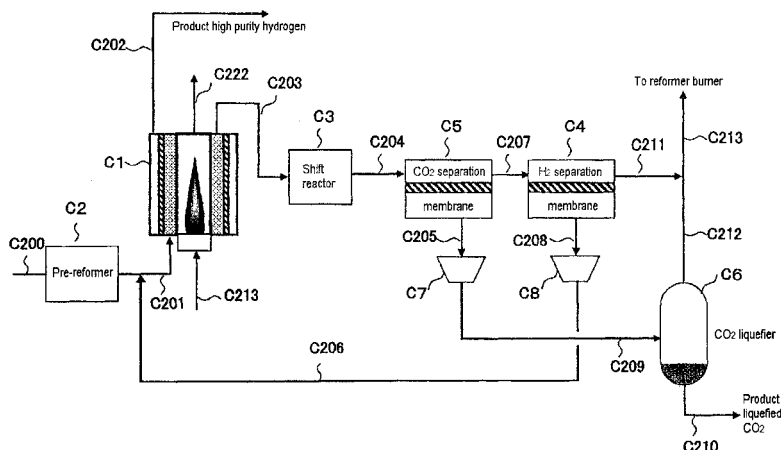 C202
Product high purity hydrogen
C222
C203
To reformer burner
C3
C204
C5
C207
C4
C211
C213
C1
Shift
reactor
CO2 separation
membrane
H2 separation
membrane
C2
C200
Pre-reformer
C201
C213
C205
C208
C212
C7
C8
C6
CO2 liquefier
C206
C209
Product
liquefied
CO2
C210